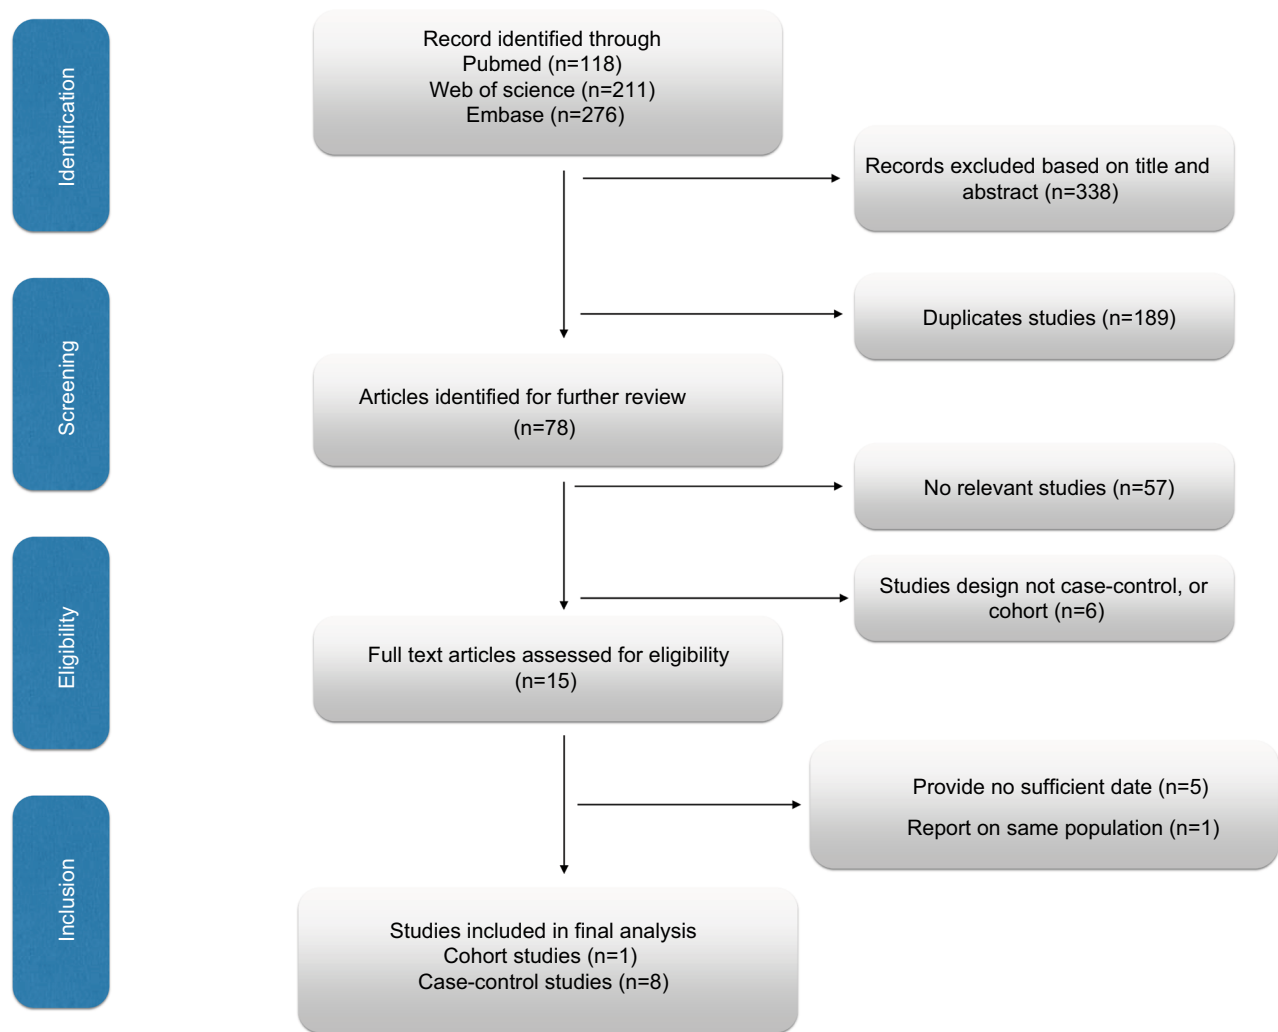 Identification
Record identified through
Pubmed (n=118)
Web of science (n=211)
Embase (n=276)
Records excluded based on title and
abstract (n=338)
Duplicates studies (n=189)
Screening
Articles identified for further review
(n=78)
No relevant studies (n=57)
Studies design not case-control, or
cohort (n=6)
Eligibility
Full text articles assessed for eligibility
(n=15)
Provide no sufficient date (n=5)
Report on same population (n=1)
Inclusion
Studies included in final analysis
Cohort studies (n=1)
Case-control studies (n=8)